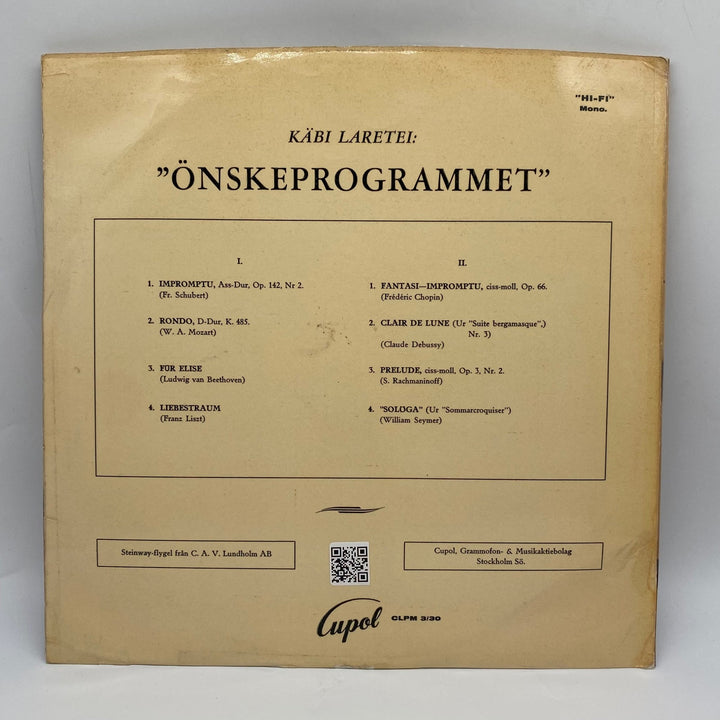 "HI-FI"
Mono.
KÄBI LARETEI:
"ÖNSKEPROGRAMMET"
I.
1. IMPROMPTU, Ass-Dur, Op. 142, Nr 2.
(Fr. Schubert)
2. RONDO, D-Dur, K. 485.
(W. A. Mozart)
3. FÜR ELISE
(Ludwig van Beethoven)
4. LIEBESTRAUM
(Franz Liszt)
II.
1. FANTASI—IMPROMPTU, ciss-moll, Op. 66.
(Frédéric Chopin)
2. CLAIR DE LUNE (Ur "Suite bergamasque",)
Nr. 3)
(Claude Debussy)
3. PRELUDE, ciss-moll, Op. 3, Nr. 2.
(S. Rachmaninoff)
4. "SOLÖGA" (Ur "Sommarcroquiser")
(William Seymer)
Steinway-flygel från C. A. V. Lundholm AB
Cupol, Grammofon- & Musikaktiebolag
Stockholm Sö.
Cupol CLPM 3/30